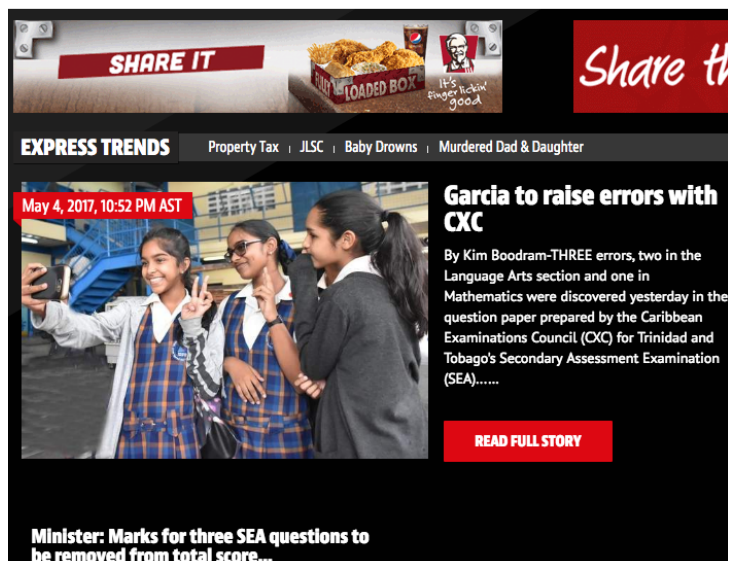 SHARE IT
FULLY LOADED BOX
It's
finger lickin'
good
Share th
EXPRESS TRENDS
Property Tax | JLSC | Baby Drowns | Murdered Dad & Daughter
May 4, 2017, 10:52 PM AST
Garcia to raise errors with
CXC
By Kim Boodram-THREE errors, two in the
Language Arts section and one in
Mathematics were discovered yesterday in the
question paper prepared by the Caribbean
Examinations Council (CXC) for Trinidad and
Tobago's Secondary Assessment Examination
(SEA)......
READ FULL STORY
Minister: Marks for three SEA questions to
be removed from total score...